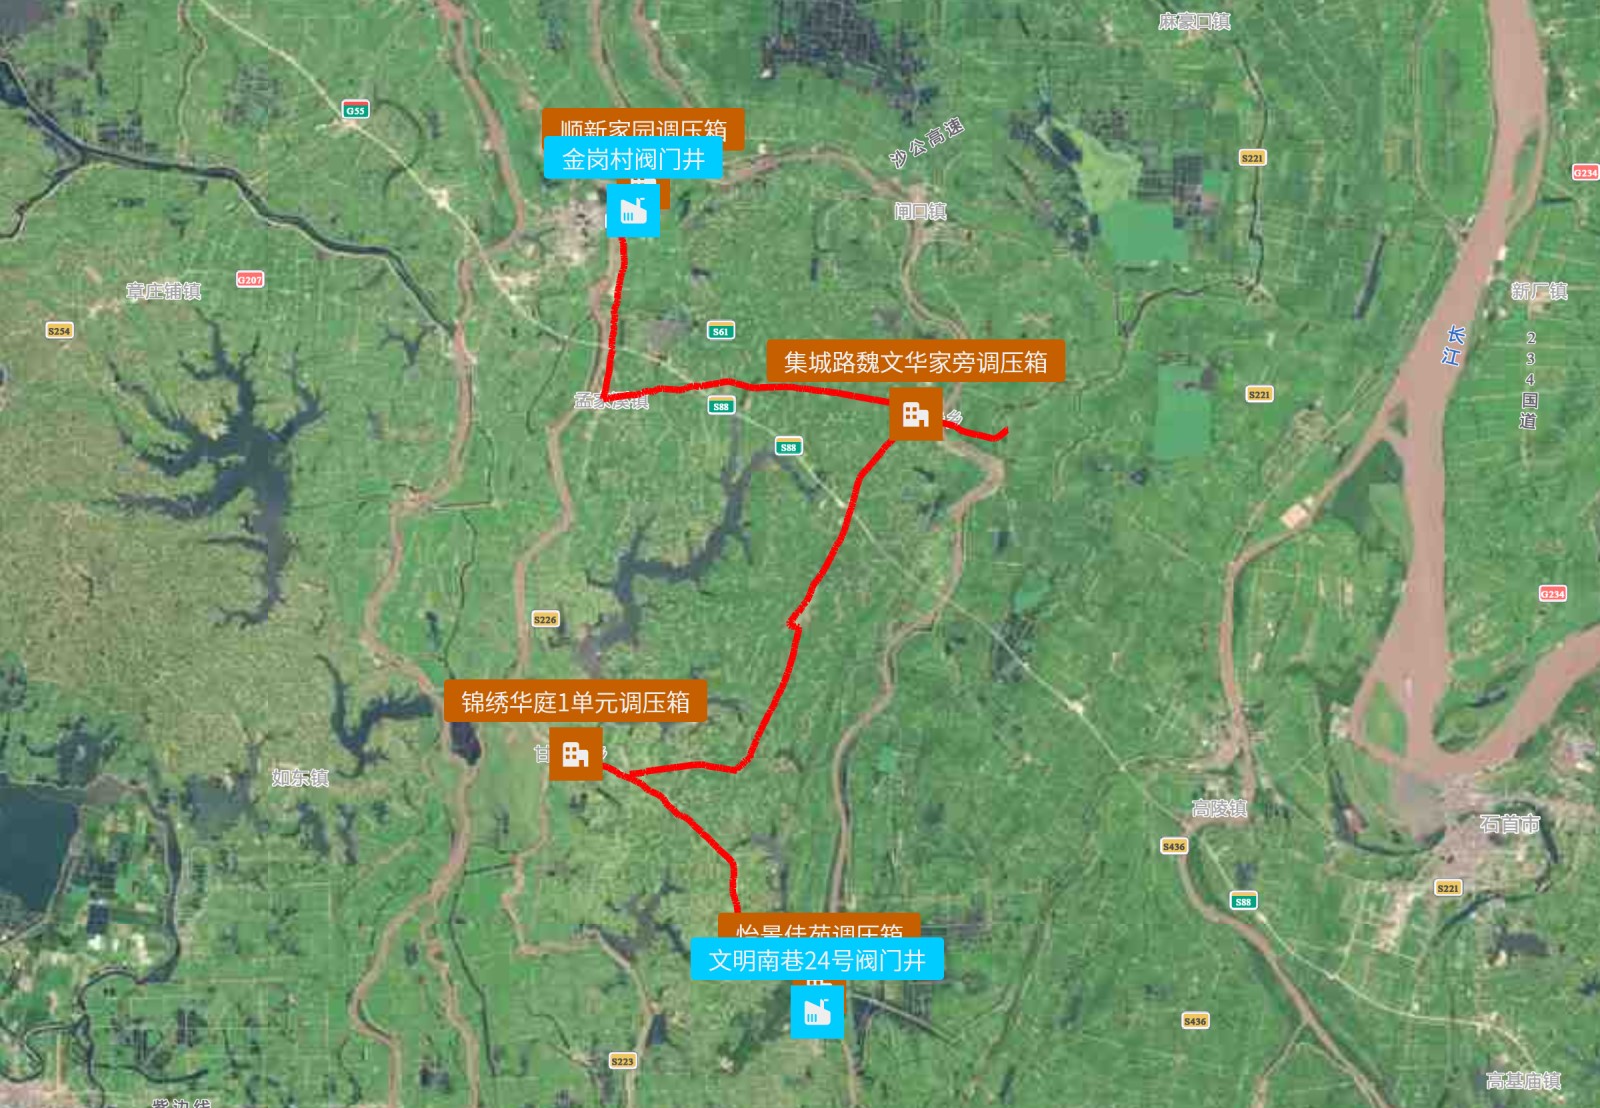 麻豪口镇
G55
顺新家园调压箱
沙公高速
金岗村阀门井
S221
G234
闸口镇
章庄铺镇
G207
新厂镇
S254
S61
长江
234国道
集城路魏文华家旁调压箱
孟家溪镇
S88
S221
S88
G234
S226
锦绣华庭1单元调压箱
如东镇
高陵镇
石首市
S436
S221
S88
怡景佳苑调压箱
文明南巷24号阀门井
S436
S223
高基庙镇
紫边线